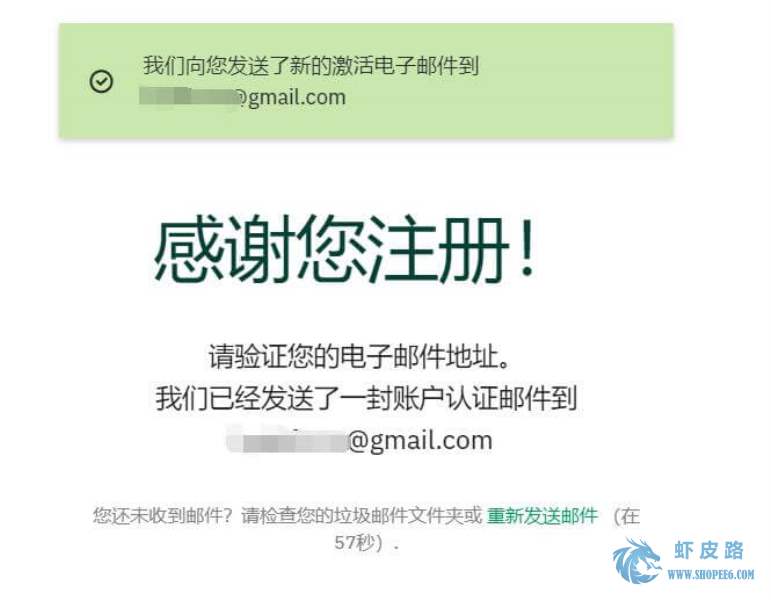 我们向您发送了新的激活电子邮件到
@gmail.com
感谢您注册！
请验证您的电子邮件地址。
我们已经发送了一封账户认证邮件到
@gmail.com
您还未收到邮件？请检查您的垃圾邮件文件夹或 重新发送邮件 （在
57秒）.
虾皮路
WWW.SHOPEE6.COM